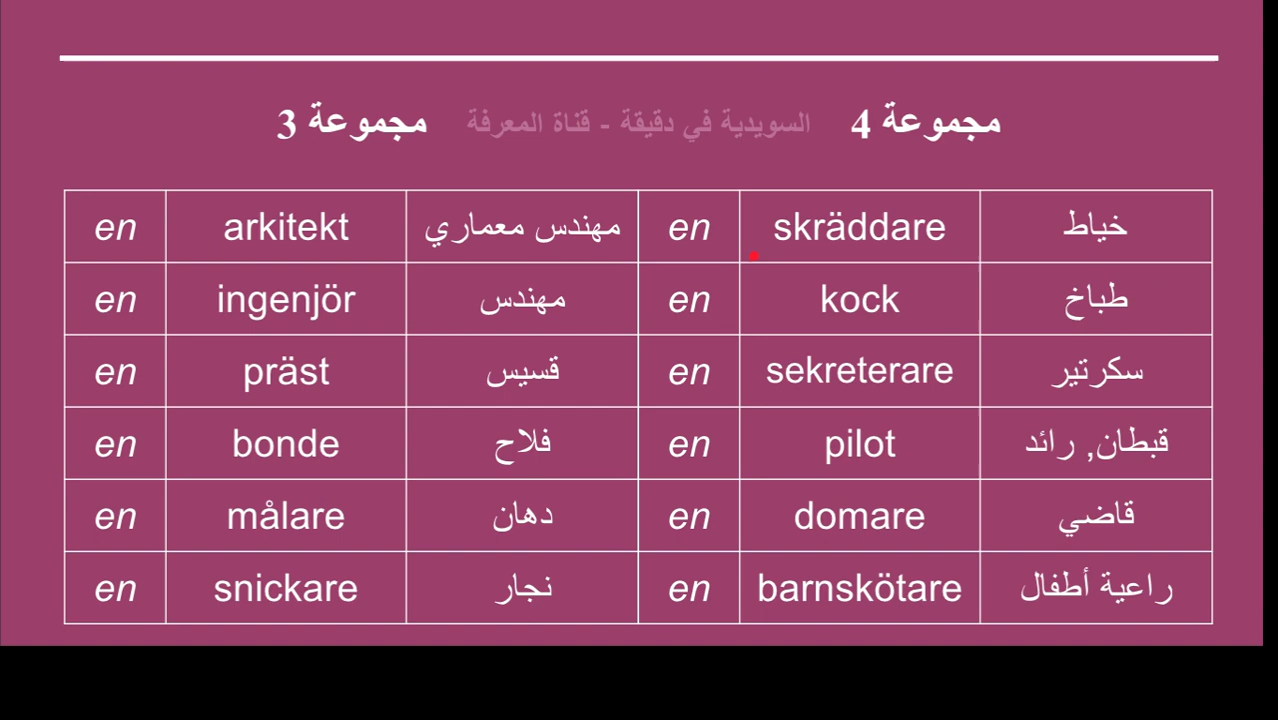 مجموعة 3 السويدية في دقيقة - قناة المعرفة مجموعة 4
en arkitekt مهندس معماري en skräddare خياط
en ingenjör مهندس en kock طباخ
en präst قسيس en sekreterare سكرتير
en bonde فلاح en pilot قبطان, رائد
en målare دهان en domare قاضي
en snickare نجار en barnskötare راعية أطفال